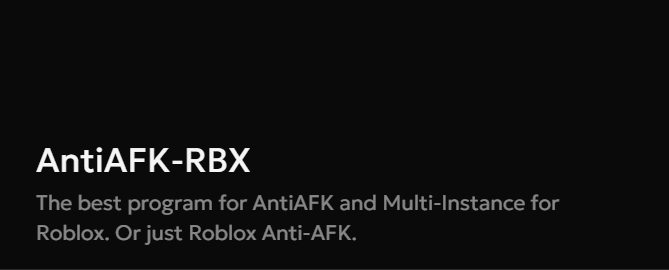 AntiAFK-RBX
The best program for AntiAFK and Multi-Instance for
Roblox. Or just Roblox Anti-AFK.